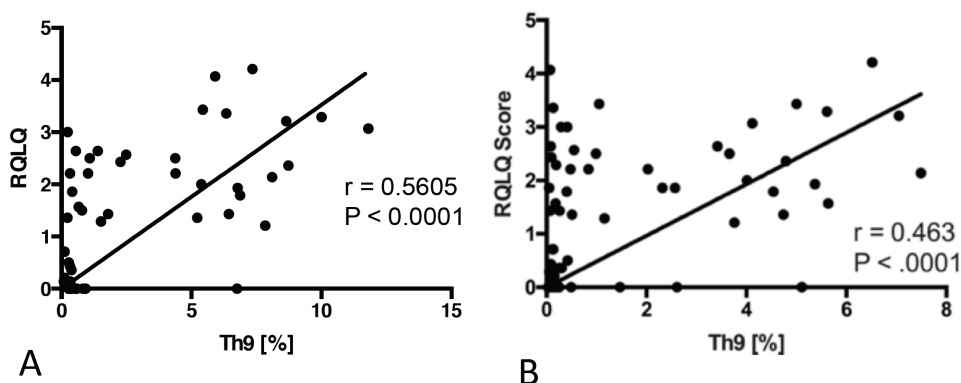 5
4
3
2
1
0
RQLQ
0 5 10 15
Th9 [%]
r = 0.5605
P < 0.0001
A
5
4
3
2
1
0
RQLQ Score
0 2 4 6 8
Th9 [%]
r = 0.463
P < .0001
B